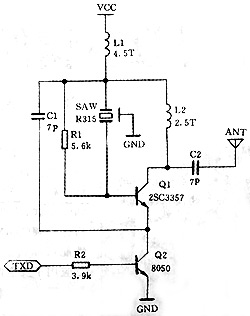 VCC
L1
4.5T
C1
7P
SAW
R315
L2
2.5T
R1
5.6k
GND
ANT
C2
7P
Q1
2SC3357
R2
3.9k
TXD
Q2
8050
GND